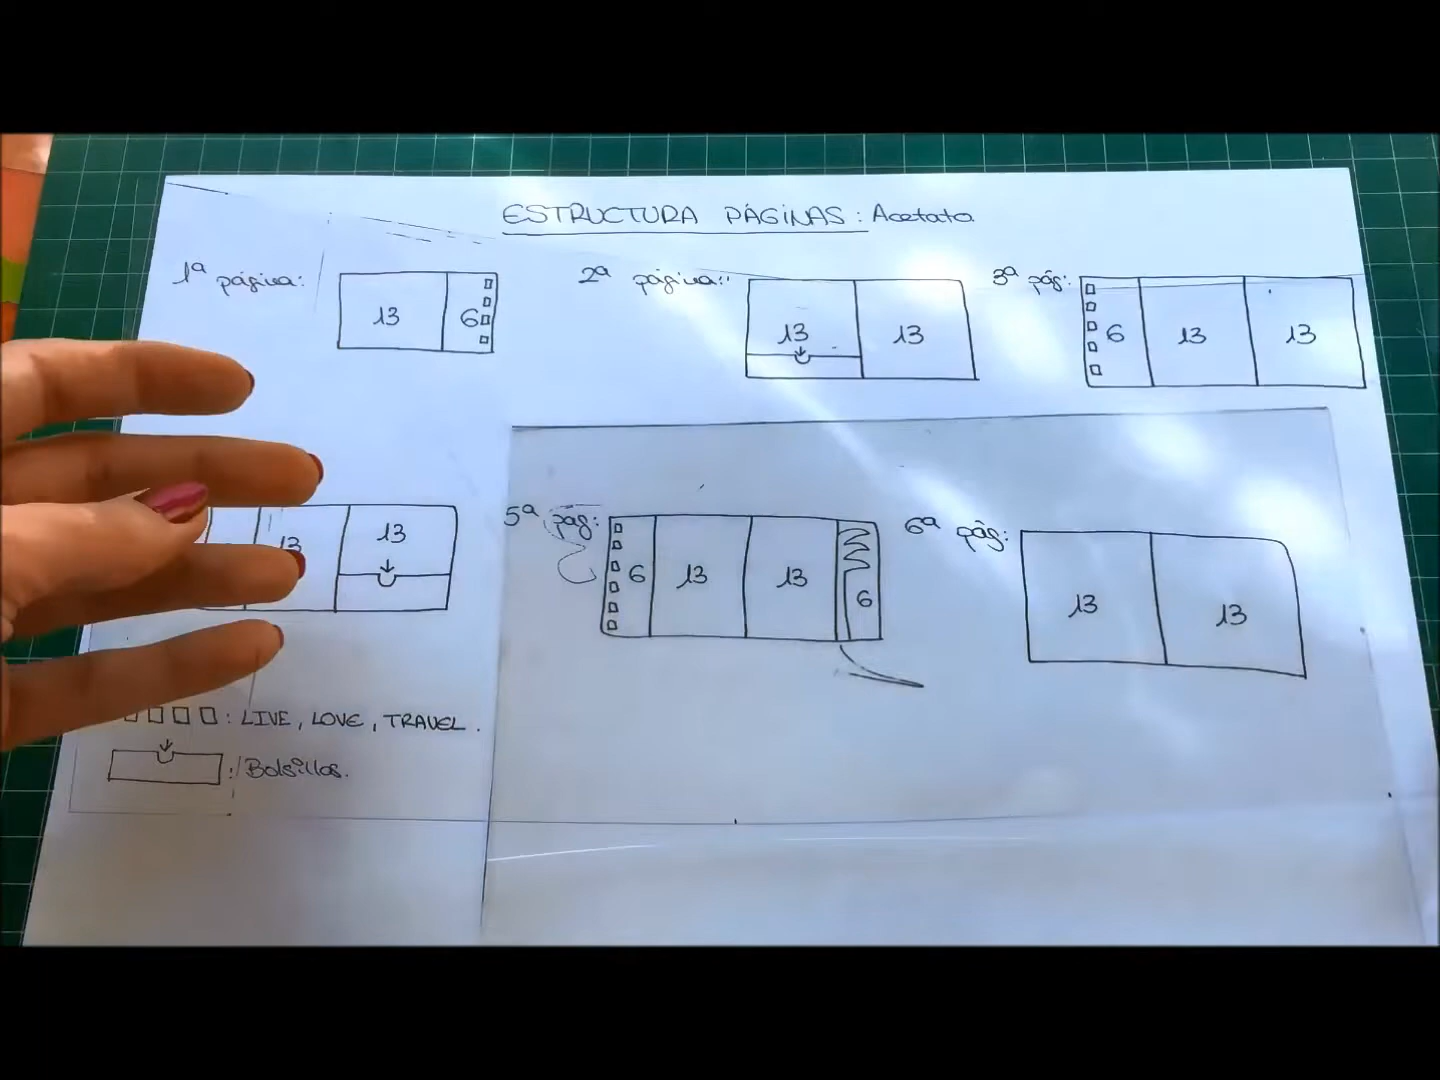 ESTRUCTURA PÁGINAS: Acetato
1ª página:
13 6
2ª página:
13 13
3ª pág:
6 13 13
13 13
5ª pág:
6 13 13 6
6ª pág:
13 13
: LIVE, LOVE, TRAVEL.
: Bolsillos.